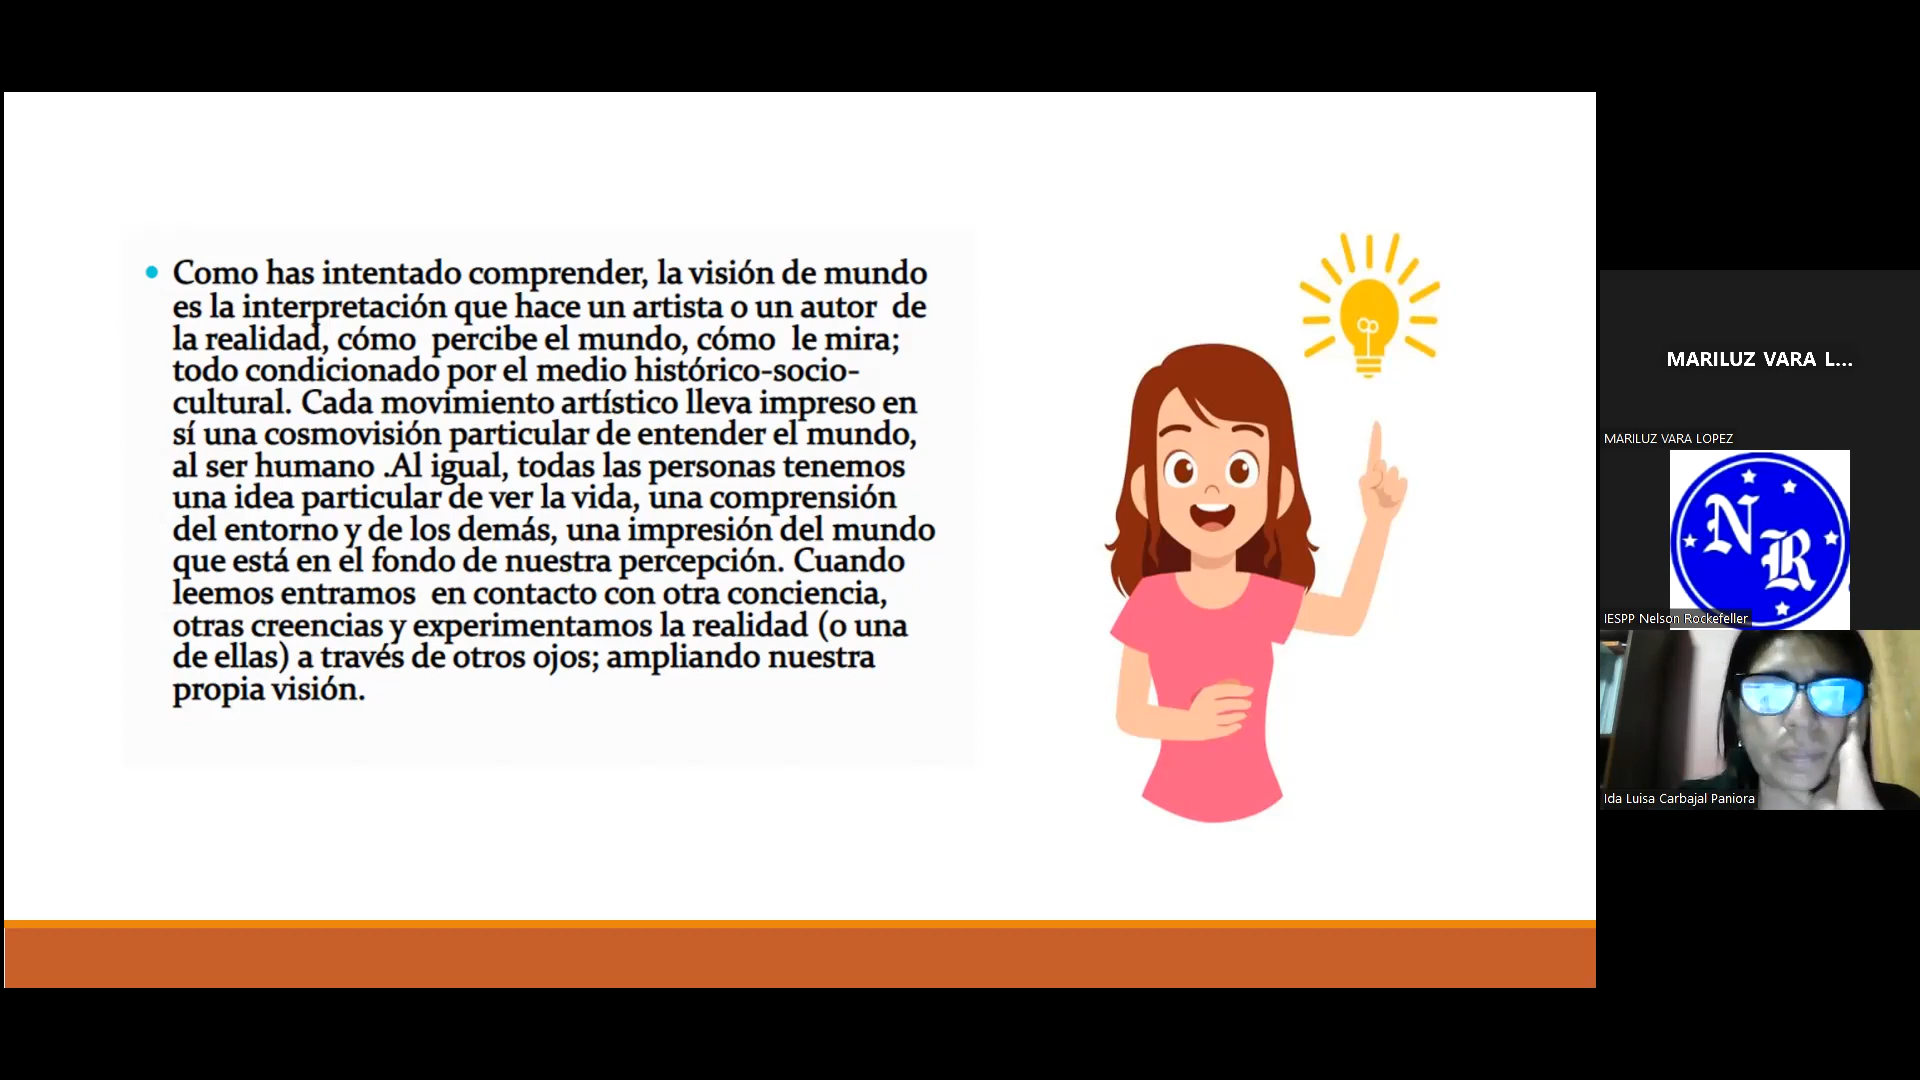 Como has intentado comprender, la visión de mundo
es la interpretación que hace un artista o un autor de
la realidad, cómo percibe el mundo, cómo le mira;
todo condicionado por el medio histórico-socio-
cultural. Cada movimiento artístico lleva impreso en
sí una cosmovisión particular de entender el mundo,
al ser humano .Al igual, todas las personas tenemos
una idea particular de ver la vida, una comprensión
del entorno y de los demás, una impresión del mundo
que está en el fondo de nuestra percepción. Cuando
leemos entramos en contacto con otra conciencia,
otras creencias y experimentamos la realidad (o una
de ellas) a través de otros ojos; ampliando nuestra
propia visión.
MARILUZ VARA L...
MARILUZ VARA LOPEZ
N R
IESPP Nelson Rockefeller
Ida Luisa Carbajal Paniora